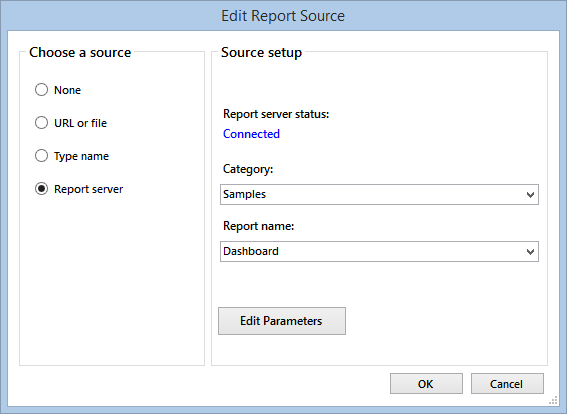 Edit Report Source
Choose a source
None
URL or file
Type name
Report server
Source setup
Report server status:
Connected
Category:
Samples
Report name:
Dashboard
Edit Parameters
OK
Cancel